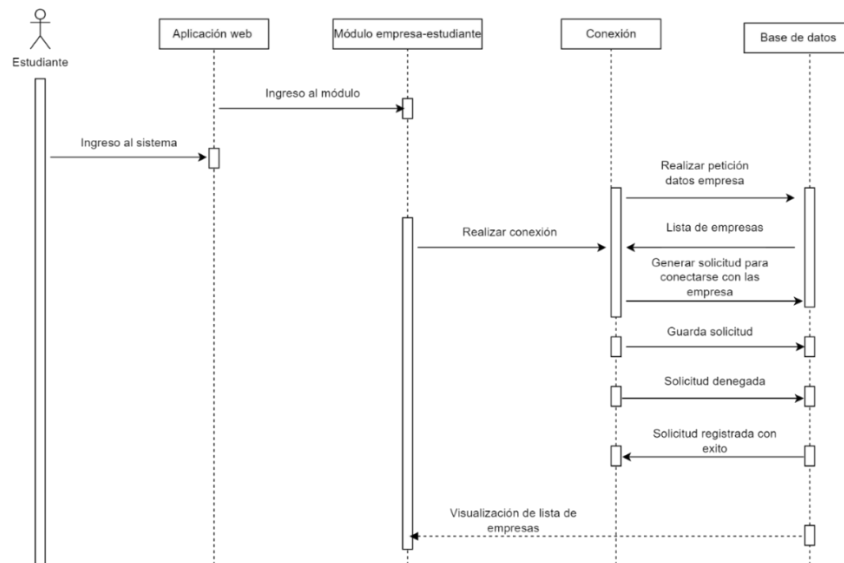 Estudiante
Aplicación web
Módulo empresa-estudiante
Conexión
Base de datos
Ingreso al módulo
Ingreso al sistema
Realizar petición
datos empresa
Lista de empresas
Realizar conexión
Generar solicitud para
conectarse con las
empresa
Guarda solicitud
Solicitud denegada
Solicitud registrada con
exito
Visualización de lista de
empresas